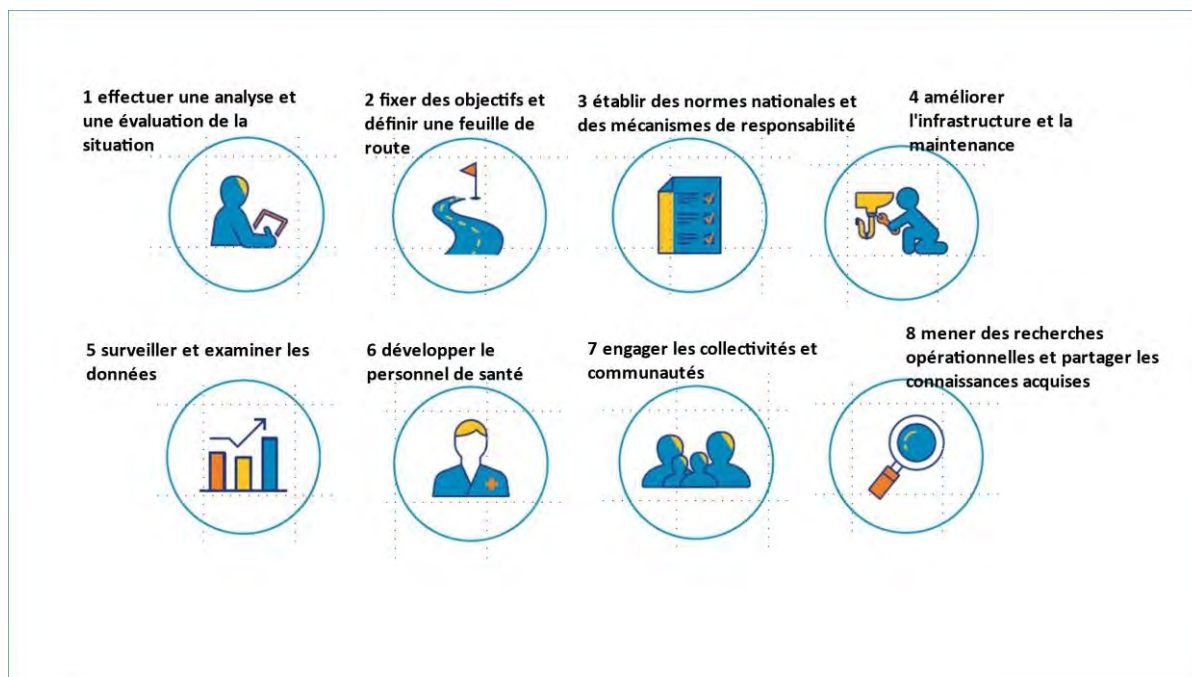 1 effectuer une analyse et
une évaluation de la
situation
2 fixer des objectifs et
définir une feuille de
route
3 établir des normes nationales et
des mécanismes de responsabilité
4 améliorer
l'infrastructure et la
maintenance
5 surveiller et examiner les
données
6 développer le
personnel de santé
7 engager les collectivités et
communautés
8 mener des recherches
opérationnelles et partager les
connaissances acquises